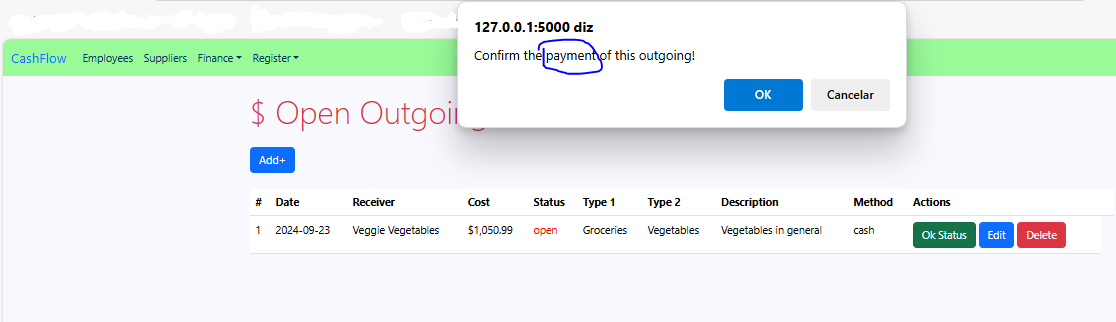 127.0.0.1:5000 diz
Confirm the payment of this outgoing!
OK Cancelar
CashFlow Employees Suppliers Finance Register
$ Open Outgoing
Add+
# Date Receiver Cost Status Type 1 Type 2 Description Method Actions
1 2024-09-23 Veggie Vegetables $1,050.99 open Groceries Vegetables Vegetables in general cash Ok Status Edit Delete